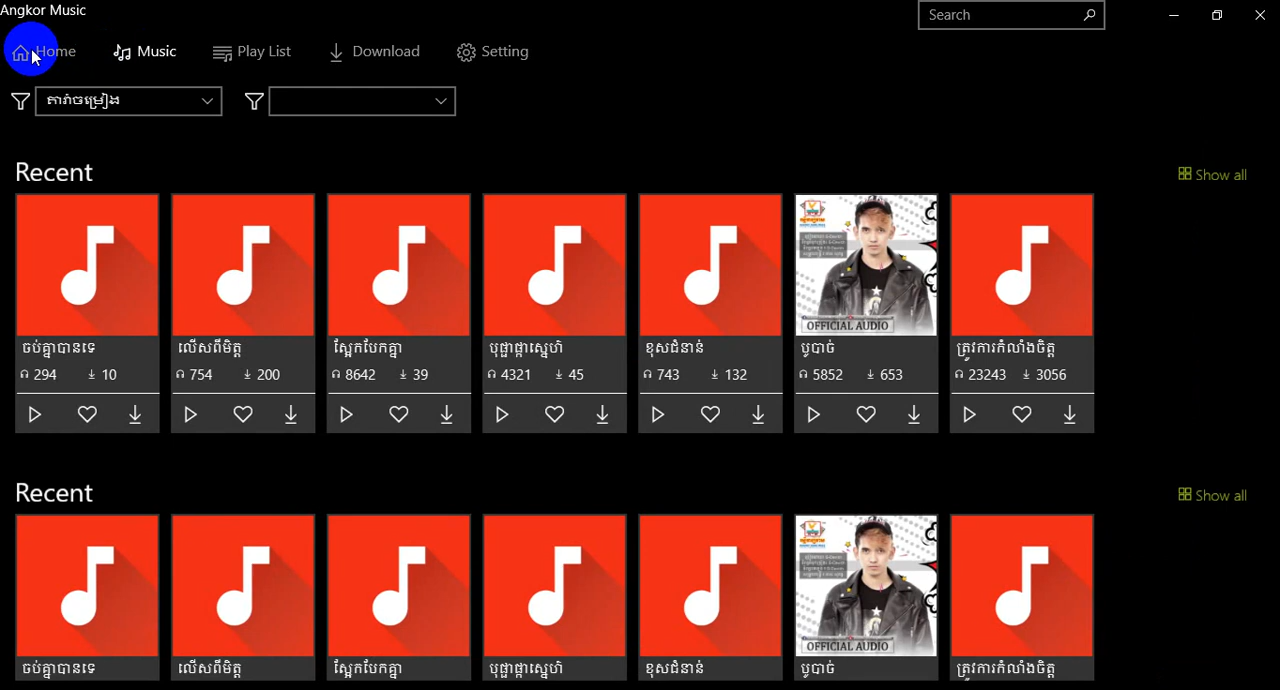 Angkor Music
Search
Home Music Play List Download Setting
តារ៉ាចម្រៀង
Recent Show all
OFFICIAL AUDIO
ចប់គ្នាបានទេ លើសពីមិត្ត ស្នែកបែកគ្នា បុផ្ផាផ្កាស្នេហ៍ ខុសជំនាន់ បូបាច់ ត្រូវការកំលាំងចិត្ត
294 10 754 200 8642 39 4321 45 743 132 5852 653 23243 3056
Recent Show all
OFFICIAL AUDIO
ចប់គ្នាបានទេ លើសពីមិត្ត ស្នែកបែកគ្នា បុផ្ផាផ្កាស្នេហ៍ ខុសជំនាន់ បូបាច់ ត្រូវការកំលាំងចិត្ត